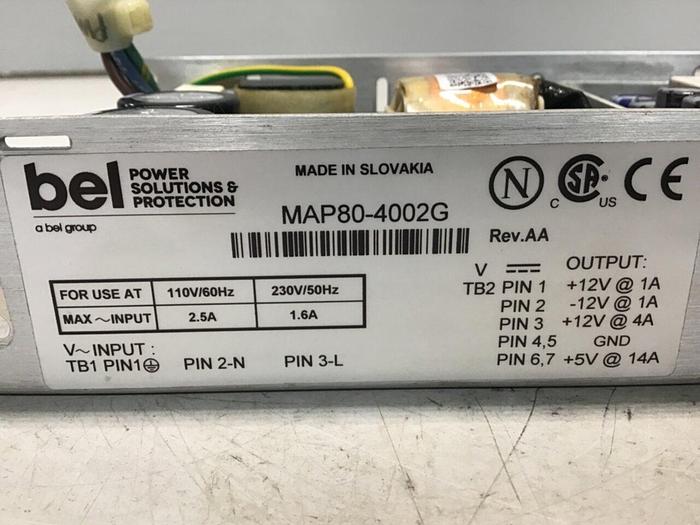 bel POWER
SOLUTIONS &
PROTECTION
a bel group
MADE IN SLOVAKIA
MAP80-4002G
Rev.AA
N
C SA US
CE
FOR USE AT 110V/60Hz 230V/50Hz
MAX ~INPUT 2.5A 1.6A
V~ INPUT :
TB1 PIN1 PIN 2-N PIN 3-L
V OUTPUT:
TB2 PIN 1 +12V @ 1A
PIN 2 -12V @ 1A
PIN 3 +12V @ 4A
PIN 4,5 GND
PIN 6,7 +5V @ 14A